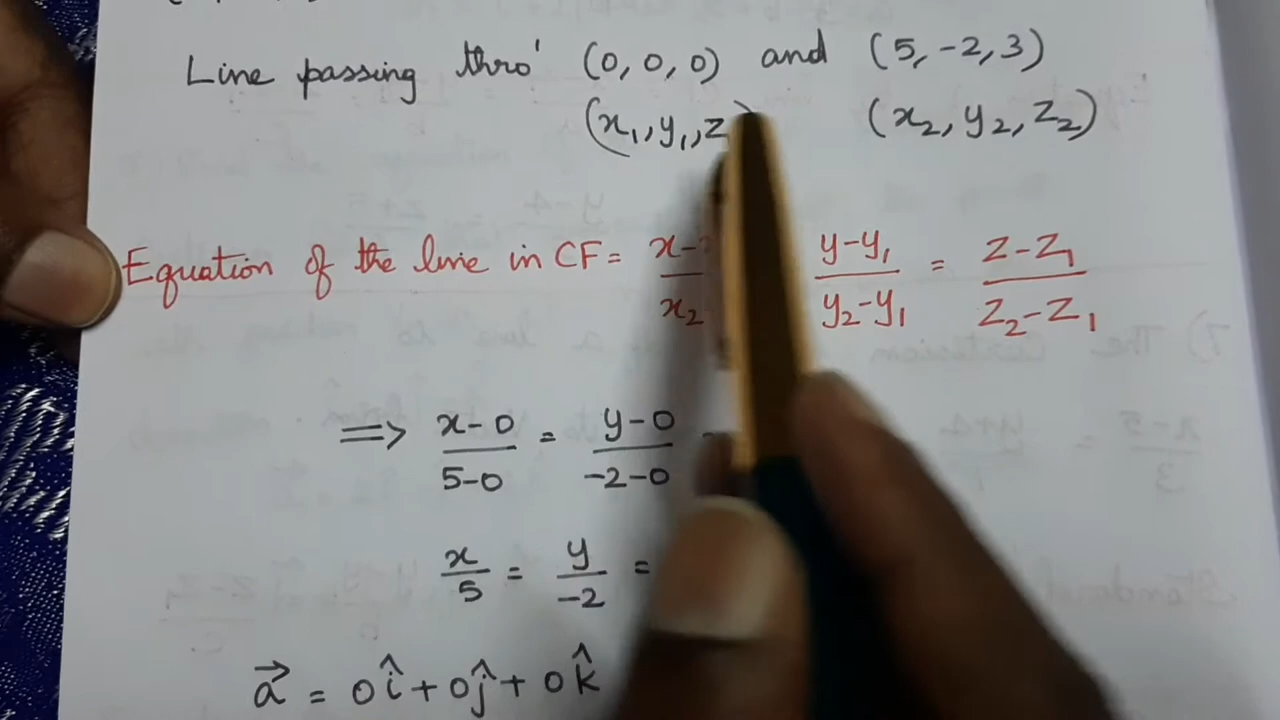 Line passing thro' (0, 0, 0) and (5, -2, 3)
(x₁, y₁, z (x₂, y₂, z₂)
Equation of the line in CF = x-/x₂ (y-y₁)/(y₂-y₁) = (z-z₁)/(z₂-z₁)
⇒ (x-0)/(5-0) = (y-0)/(-2-0)
x/5 = y/-2 =
a⃗ = 0î + 0ĵ + 0k̂